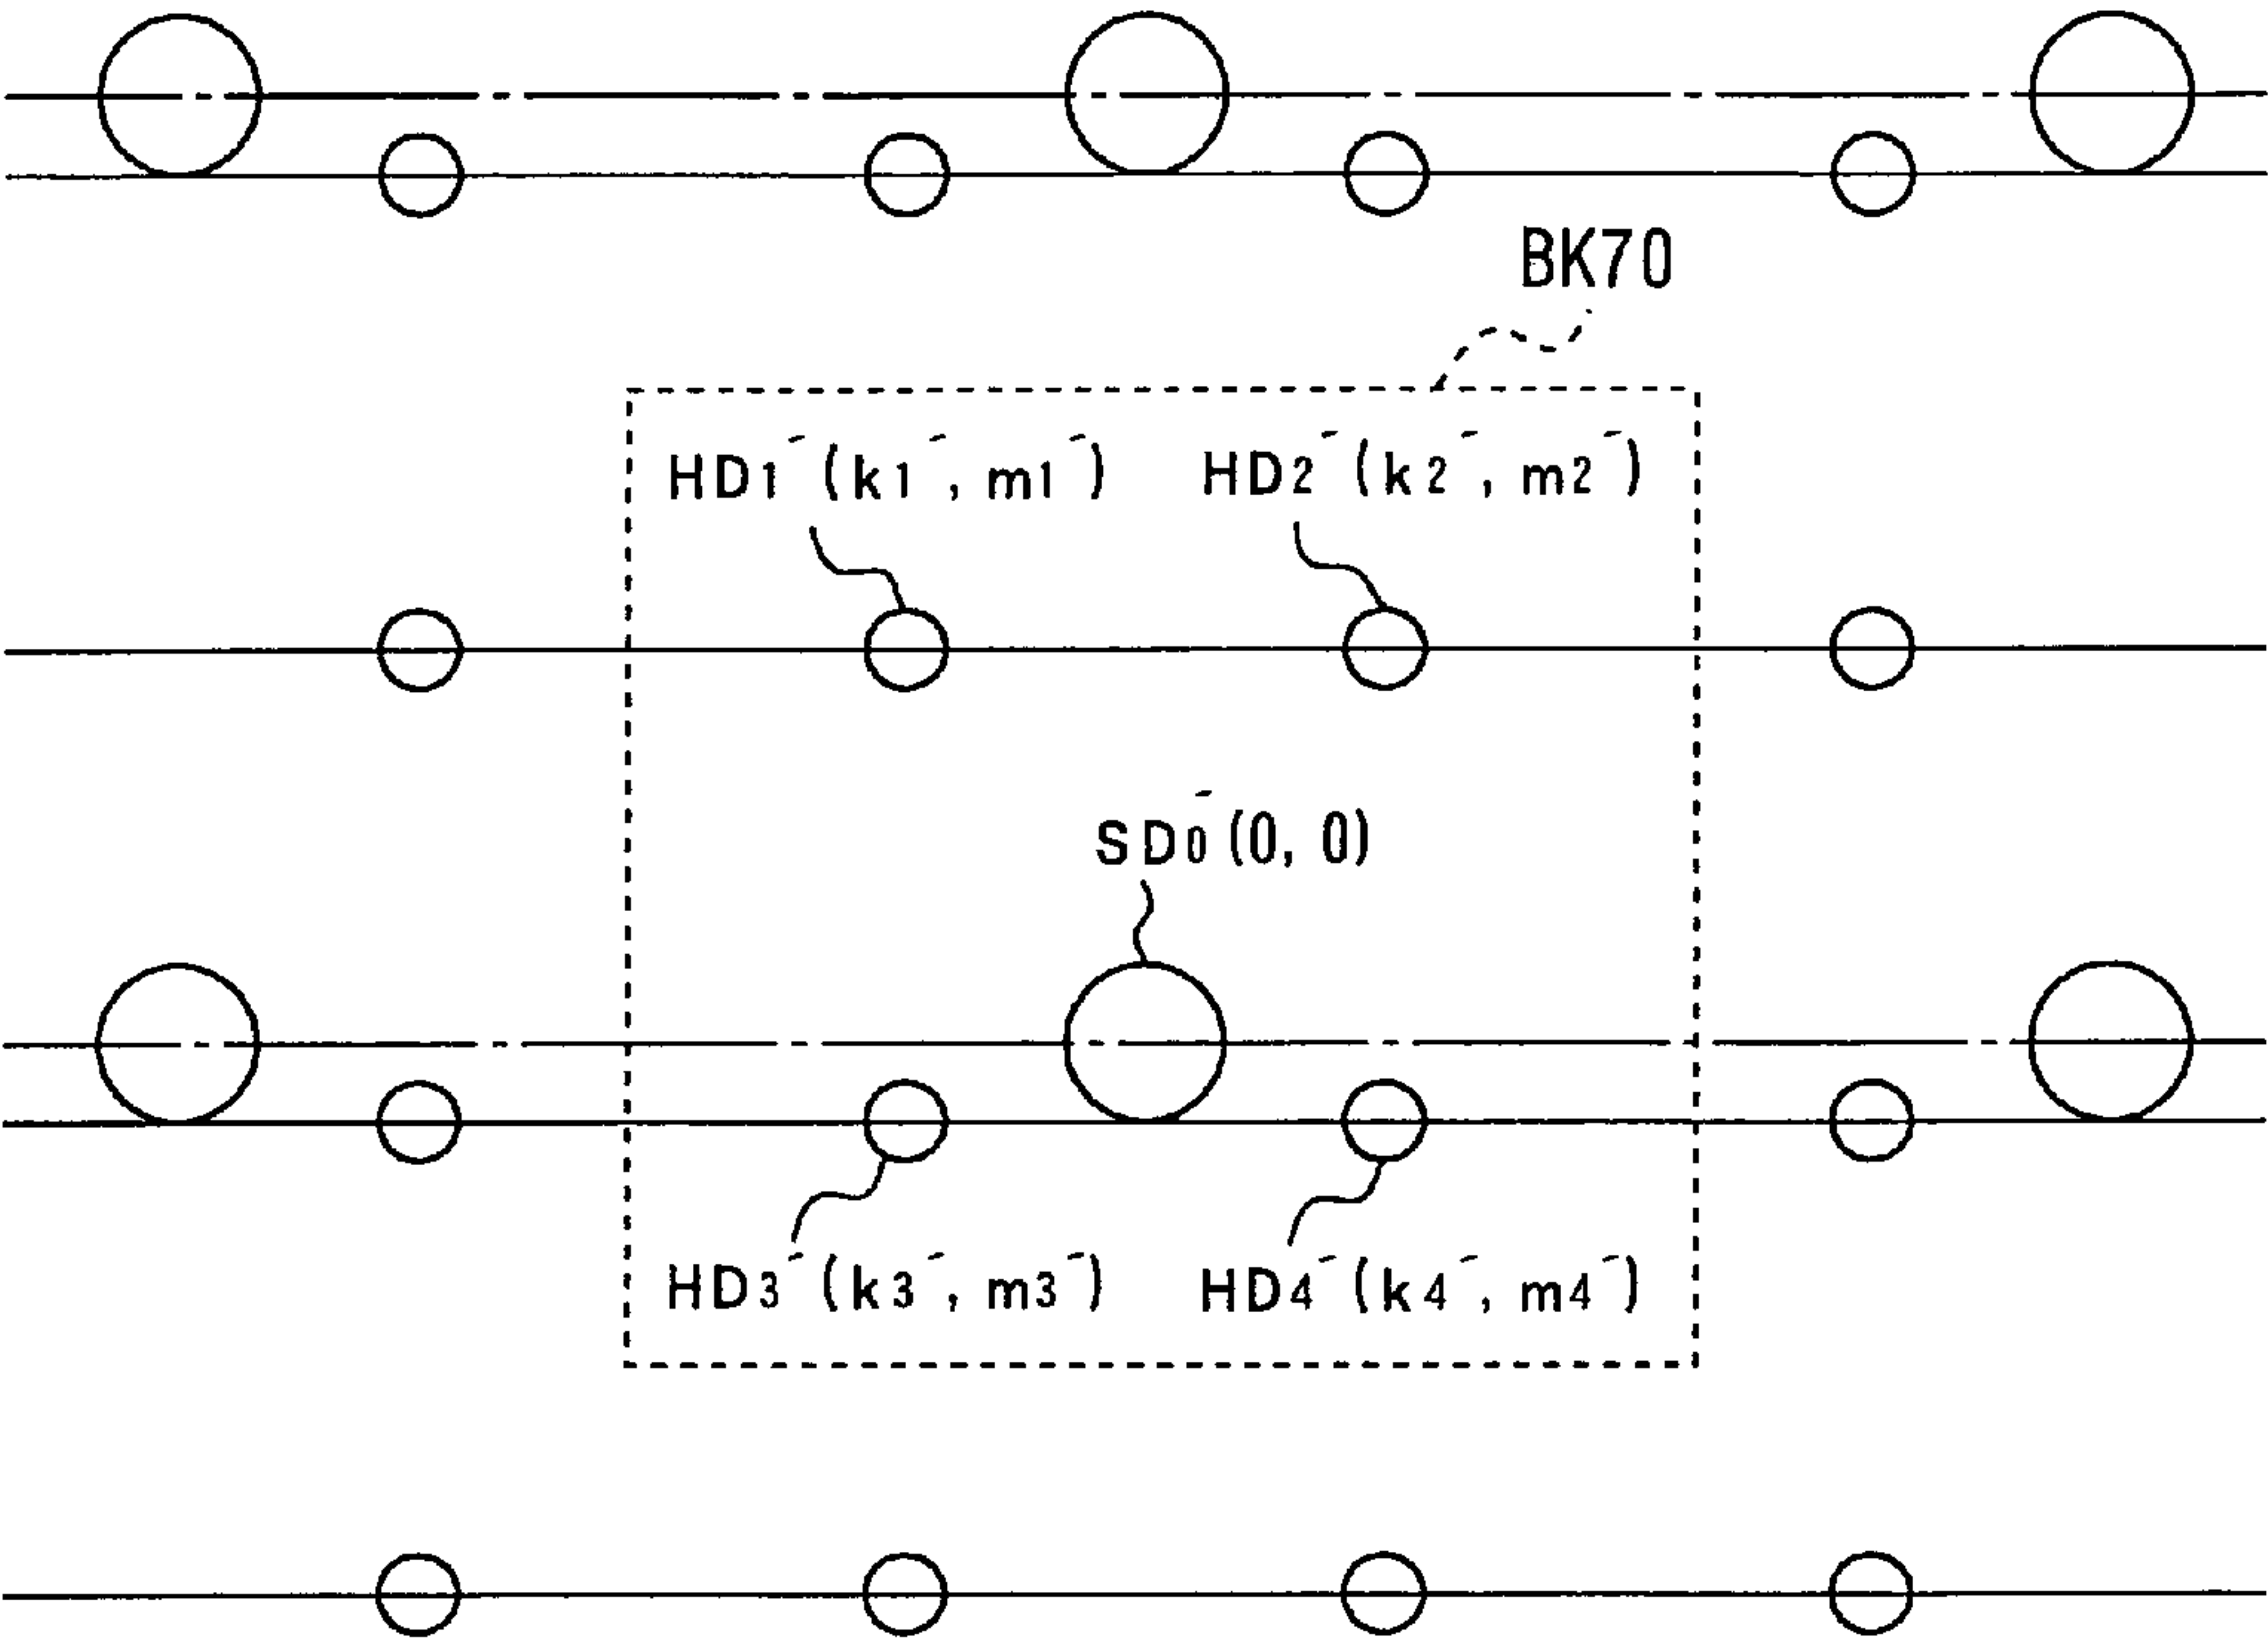 BK70
HD1´(k1´, m1´) HD2´(k2´, m2´)
SD0´(0, 0)
HD3´(k3´, m3´) HD4´(k4´, m4´)